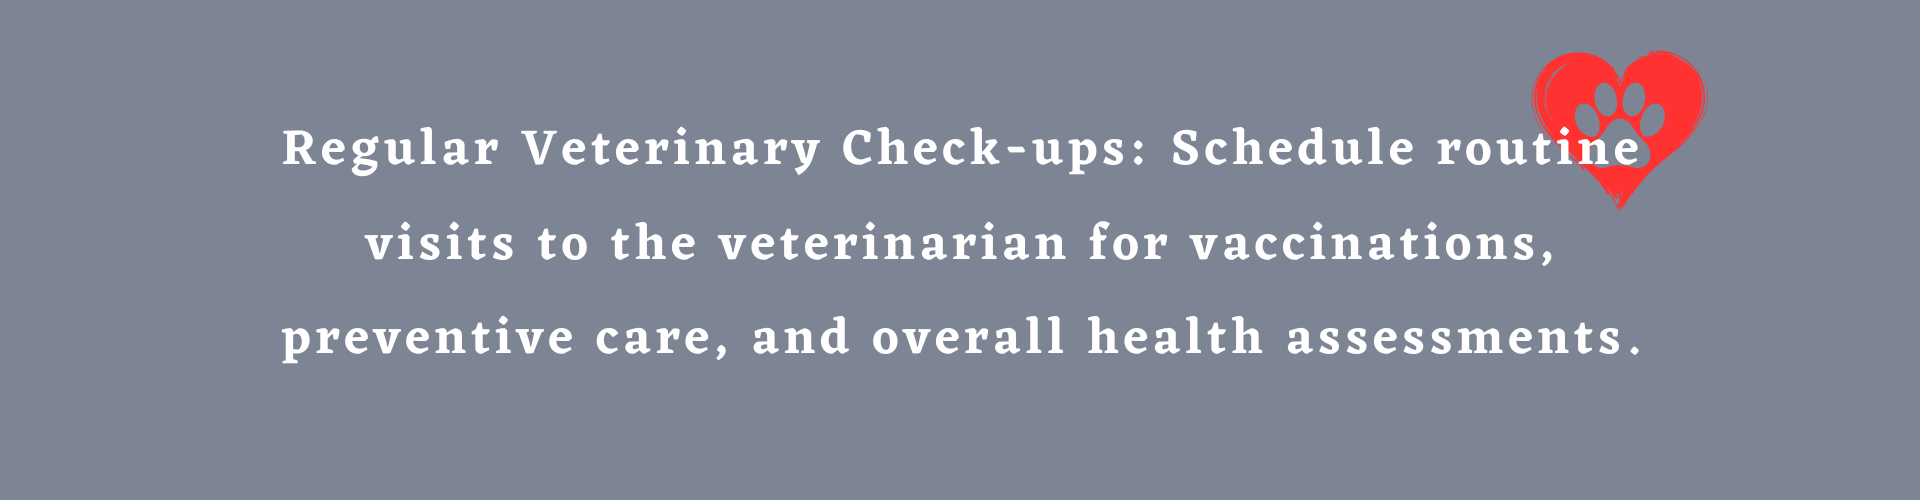 Regular Veterinary Check-ups: Schedule routine
visits to the veterinarian for vaccinations,
preventive care, and overall health assessments.